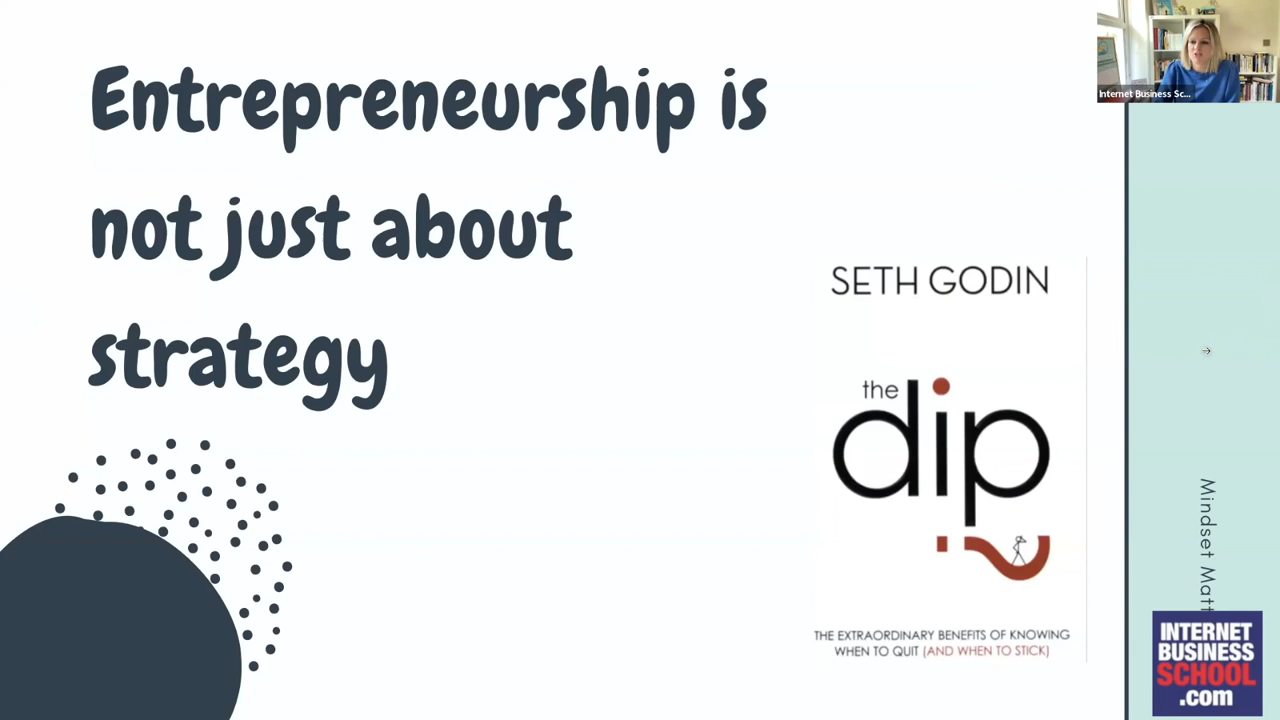 Entrepreneurship is
not just about
strategy
SETH GODIN
the
dip
THE EXTRAORDINARY BENEFITS OF KNOWING
WHEN TO QUIT (AND WHEN TO STICK)
Internet Business Sc...
Mindset Matt
INTERNET
BUSINESS
SCHOOL
.com